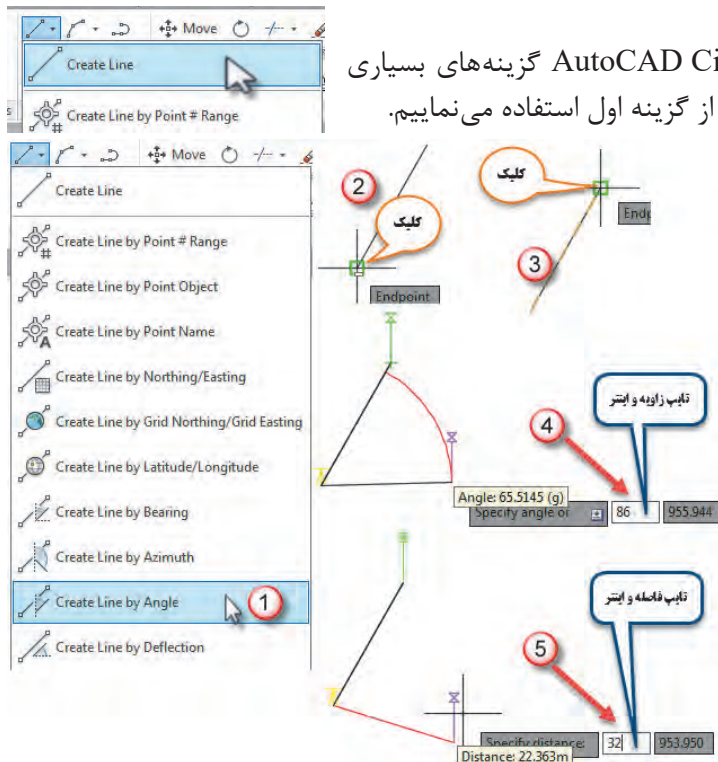 Move
Create Line
Create Line by Point # Range
AutoCAD Ci گزینه‌های بسیاری
از گزینه اول استفاده می‌نماییم.
Move
Create Line
Create Line by Point # Range
Create Line by Point Object
Create Line by Point Name
Create Line by Northing/Easting
Create Line by Grid Northing/Grid Easting
Create Line by Latitude/Longitude
Create Line by Bearing
Create Line by Azimuth
Create Line by Angle 1
Create Line by Deflection
2
کلیک
Endpoint
کلیک
Endp
3
تایپ زاویه و اینتر
4
Angle: 65.5145 (g)
Specify angle or 86 955.944
تایپ فاصله و اینتر
5
Specify distance: 32 953.950
Distance: 22.363m